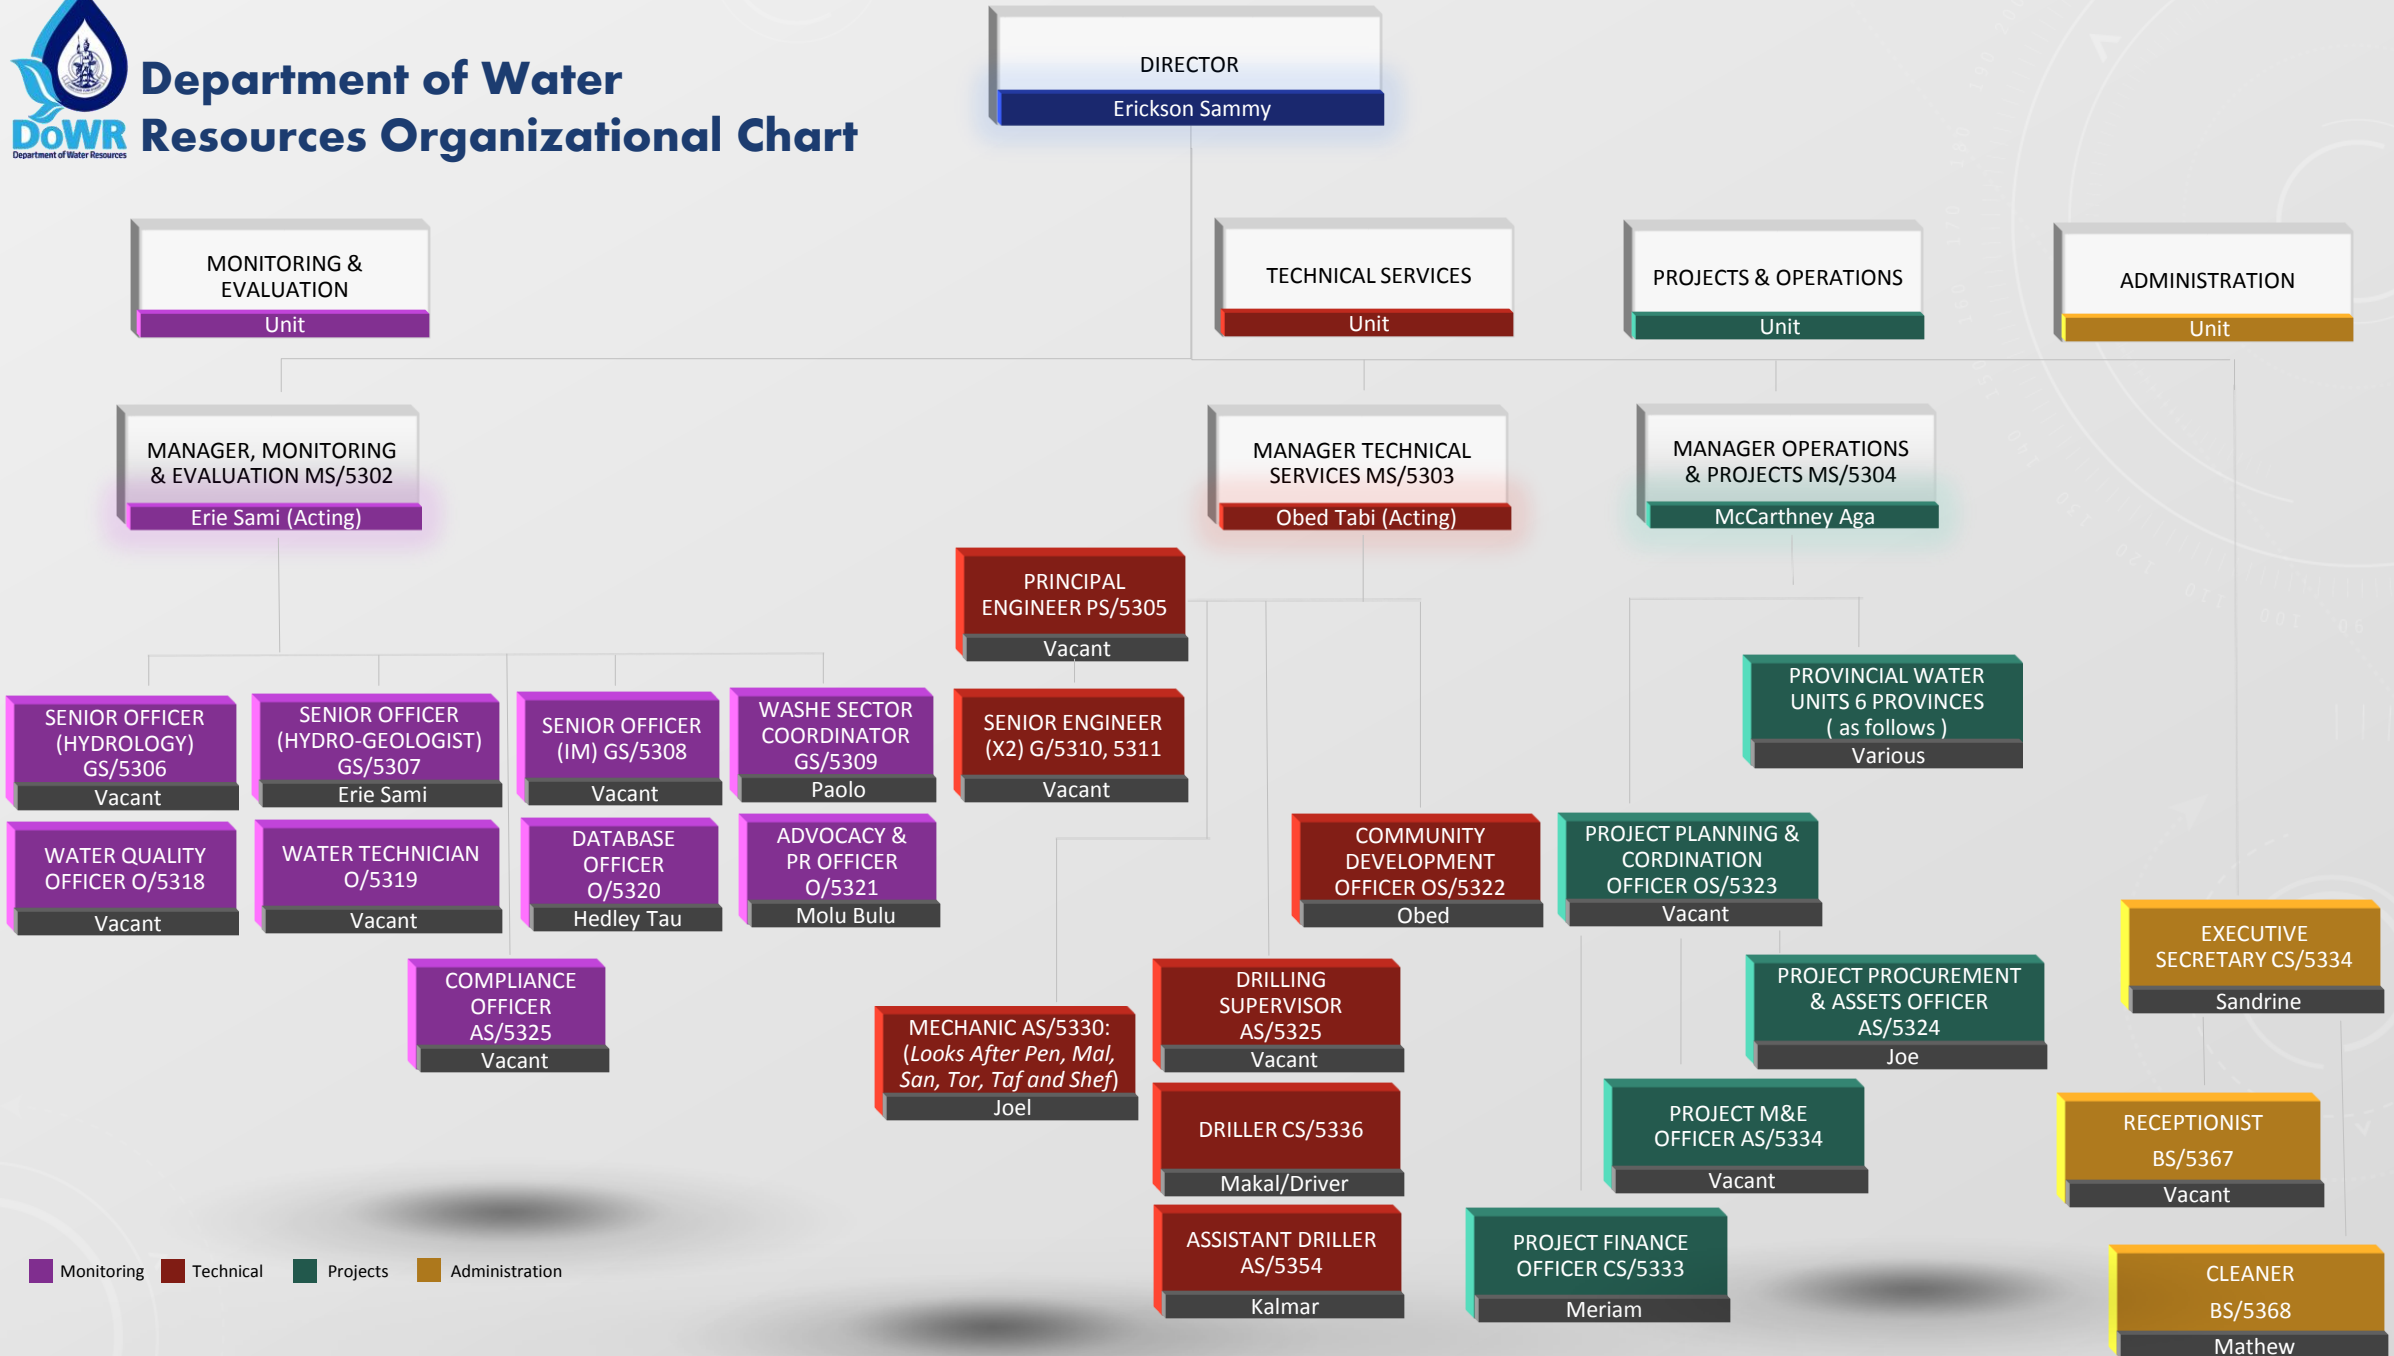 DoWR
Department of Water Resources
Department of Water
Resources Organizational Chart
DIRECTOR
Erickson Sammy
MONITORING &
EVALUATION
Unit
TECHNICAL SERVICES
Unit
PROJECTS & OPERATIONS
Unit
ADMINISTRATION
Unit
MANAGER, MONITORING
& EVALUATION MS/5302
Erie Sami (Acting)
MANAGER TECHNICAL
SERVICES MS/5303
Obed Tabi (Acting)
MANAGER OPERATIONS
& PROJECTS MS/5304
McCarthney Aga
PRINCIPAL
ENGINEER PS/5305
Vacant
PROVINCIAL WATER
UNITS 6 PROVINCES
( as follows )
Various
SENIOR OFFICER
(HYDROLOGY)
GS/5306
Vacant
SENIOR OFFICER
(HYDRO-GEOLOGIST)
GS/5307
Erie Sami
SENIOR OFFICER
(IM) GS/5308
Vacant
WASHE SECTOR
COORDINATOR
GS/5309
Paolo
SENIOR ENGINEER
(X2) G/5310, 5311
Vacant
WATER QUALITY
OFFICER O/5318
Vacant
WATER TECHNICIAN
O/5319
Vacant
DATABASE
OFFICER
O/5320
Hedley Tau
ADVOCACY &
PR OFFICER
O/5321
Molu Bulu
COMMUNITY
DEVELOPMENT
OFFICER OS/5322
Obed
PROJECT PLANNING &
CORDINATION
OFFICER OS/5323
Vacant
EXECUTIVE
SECRETARY CS/5334
Sandrine
COMPLIANCE
OFFICER
AS/5325
Vacant
MECHANIC AS/5330:
(Looks After Pen, Mal,
San, Tor, Taf and Shef)
Joel
DRILLING
SUPERVISOR
AS/5325
Vacant
PROJECT PROCUREMENT
& ASSETS OFFICER
AS/5324
Joe
DRILLER CS/5336
Makal/Driver
PROJECT M&E
OFFICER AS/5334
Vacant
RECEPTIONIST
BS/5367
Vacant
ASSISTANT DRILLER
AS/5354
Kalmar
PROJECT FINANCE
OFFICER CS/5333
Meriam
CLEANER
BS/5368
Mathew
Monitoring
Technical
Projects
Administration